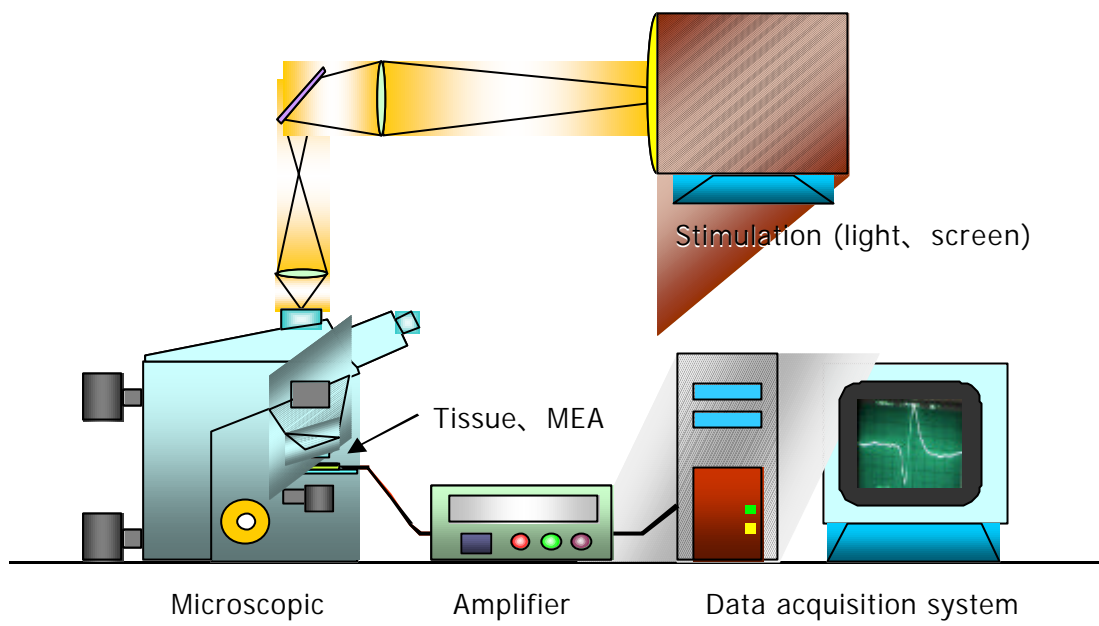 Stimulation (light、screen)
Tissue、MEA
Microscopic
Amplifier
Data acquisition system